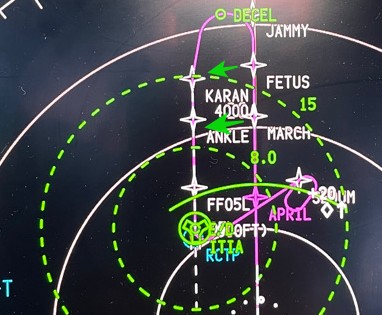 DECEL
JAMMY
FETUS
KARAN
4000
15
ANKLE
MARCH
8.0
FF05L
APRIL
RCTP
T